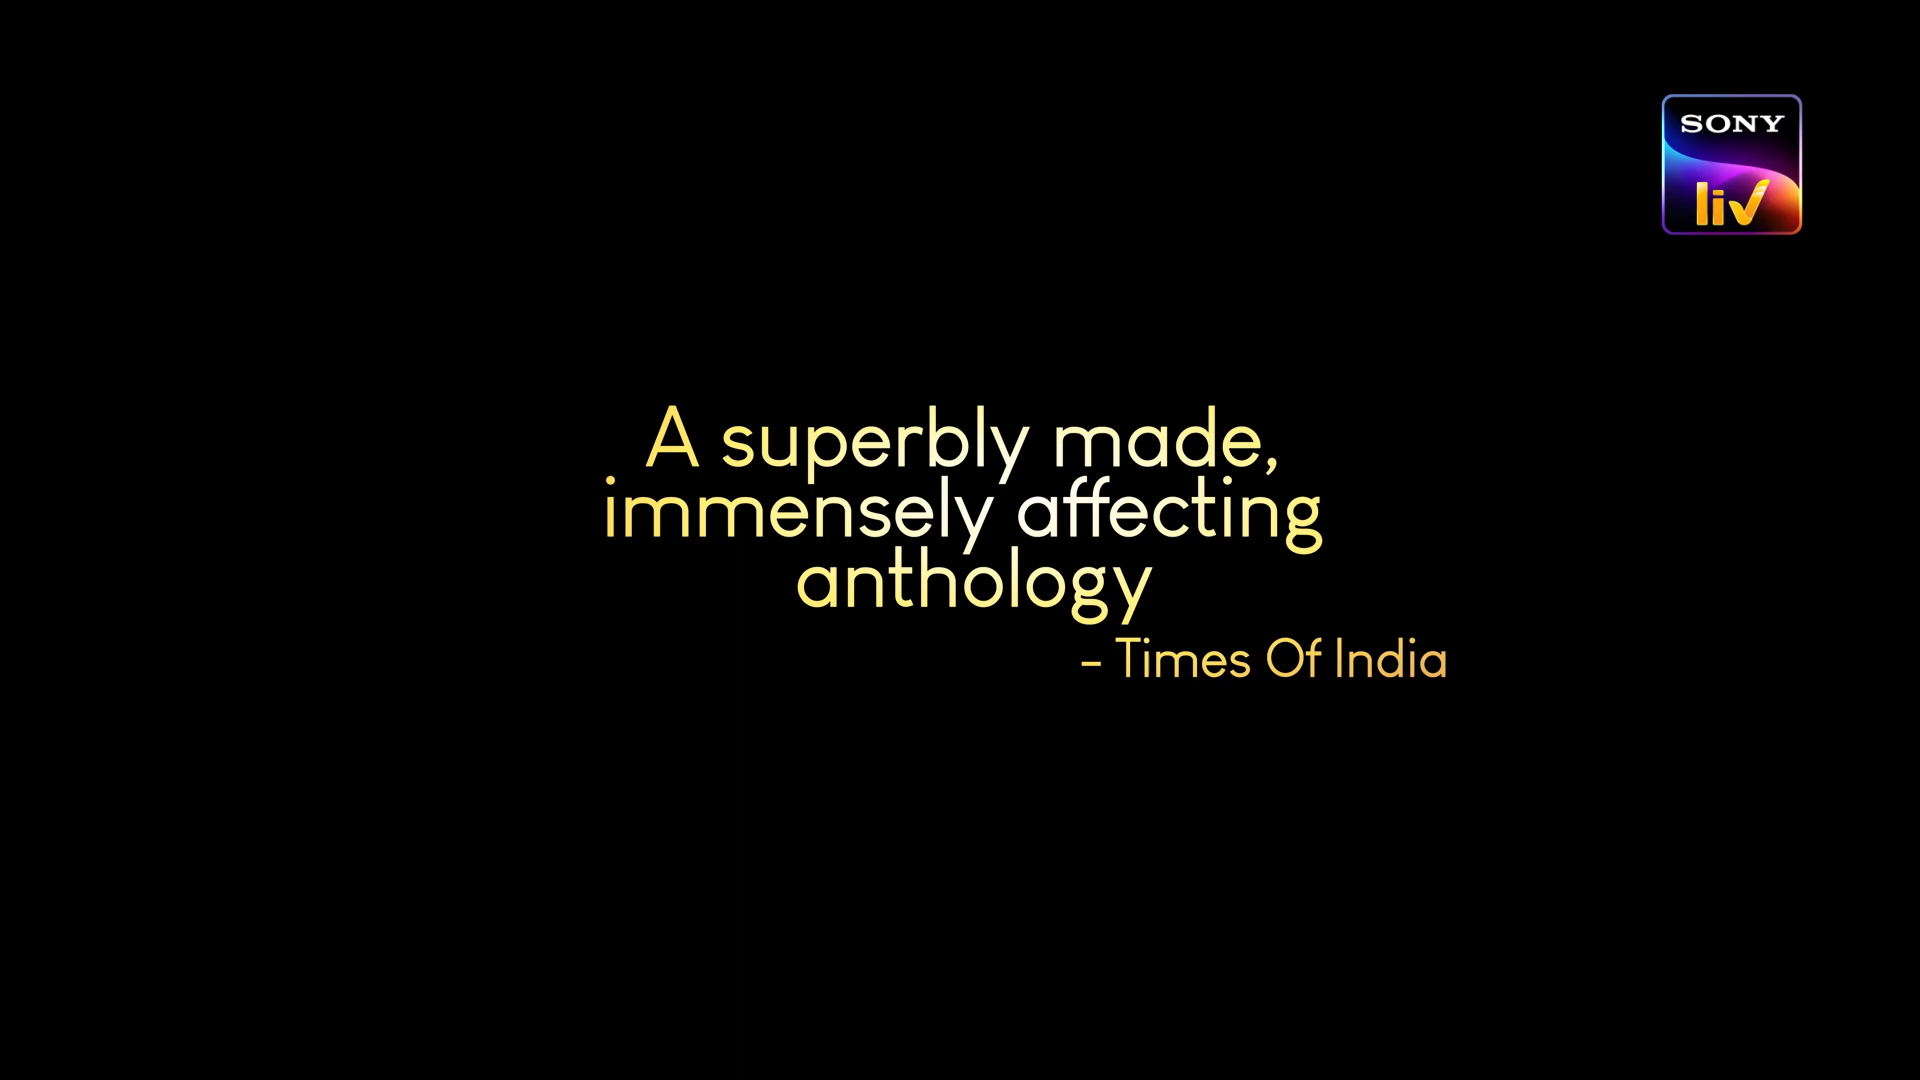 SONY
liv
A superbly made,
immensely affecting
anthology
- Times Of India